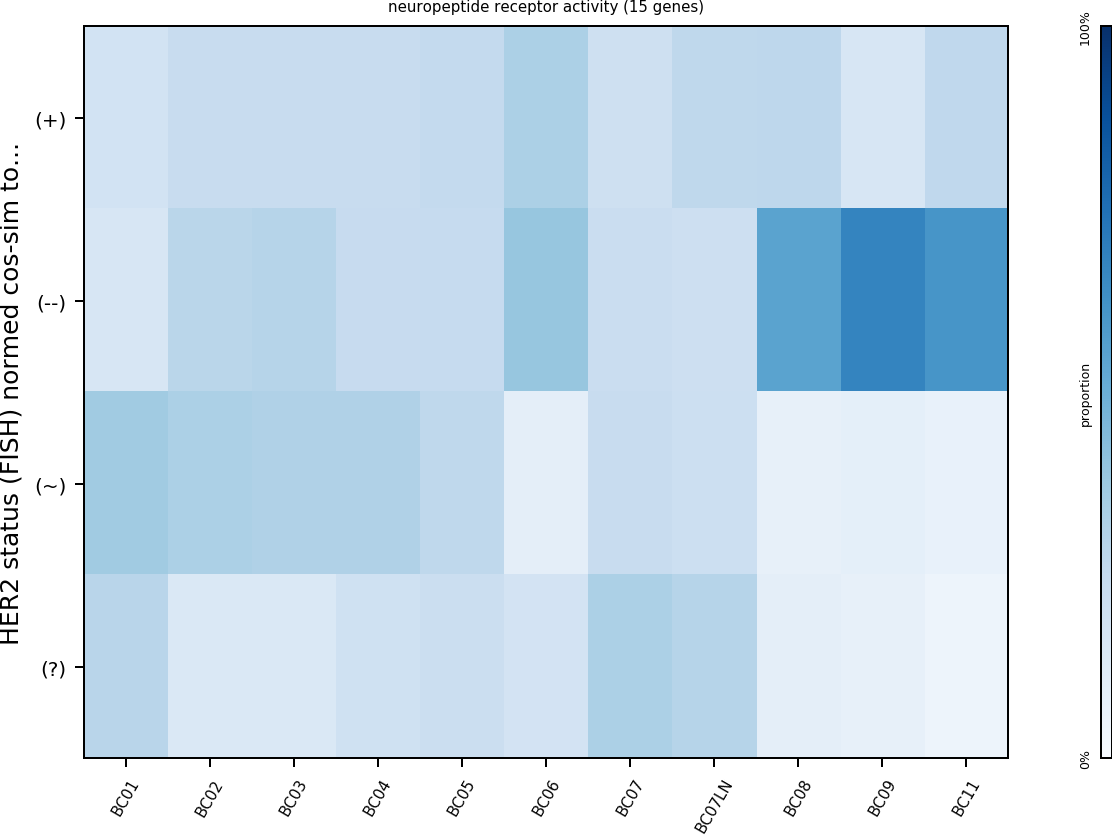 neuropeptide receptor activity (15 genes)
HER2 status (FISH) normed cos-sim to...
(+)
(--)
(~)
(?)
BC01
BC02
BC03
BC04
BC05
BC06
BC07
BC07LN
BC08
BC09
BC11
100%
proportion
0%